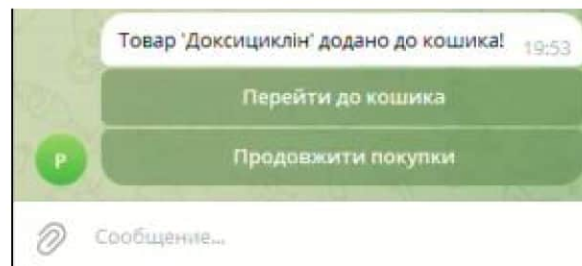 Товар 'Доксициклін' додано до кошика! 19:53
Перейти до кошика
Р
Продовжити покупки
Сообщение...